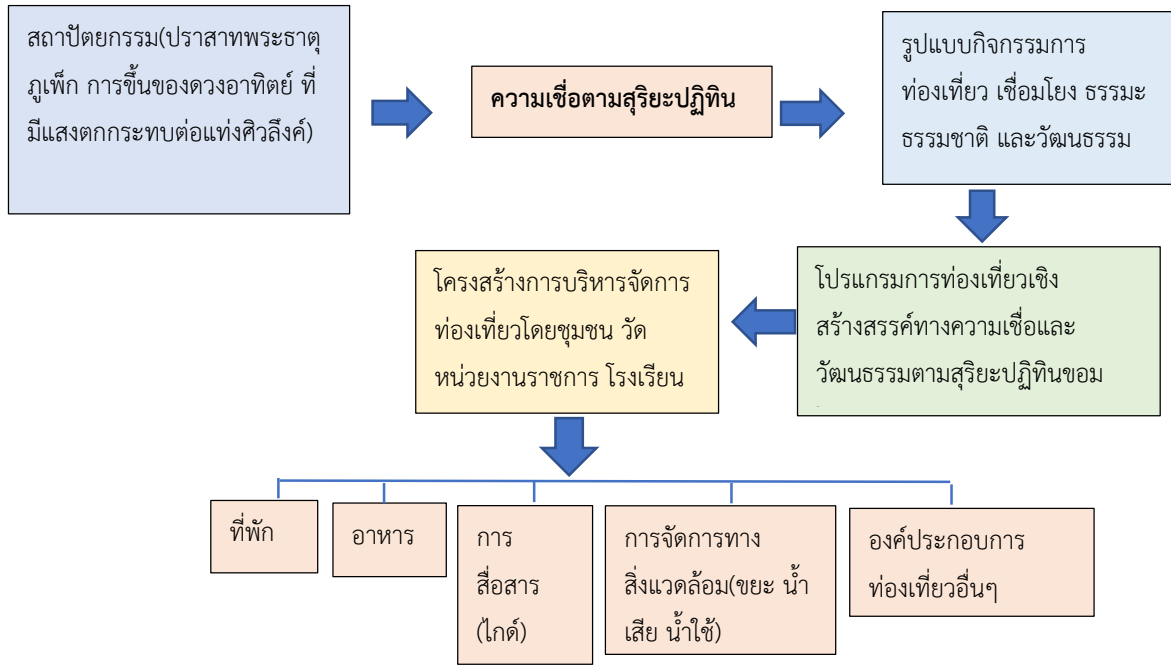 สถาปัตยกรรม(ปราสาทพระธาตุ
ภูเพ็ก การขึ้นของดวงอาทิตย์ ที่
มีแสงตกกระทบต่อแท่งศิวลึงค์)
ความเชื่อตามสุริยะปฏิทิน
รูปแบบกิจกรรมการ
ท่องเที่ยว เชื่อมโยง ธรรมะ
ธรรมชาติ และวัฒนธรรม
โครงสร้างการบริหารจัดการ
ท่องเที่ยวโดยชุมชน วัด
หน่วยงานราชการ โรงเรียน
โปรแกรมการท่องเที่ยวเชิง
สร้างสรรค์ทางความเชื่อและ
วัฒนธรรมตามสุริยะปฏิทินขอม
ที่พัก
อาหาร
การ
สื่อสาร
(ไกด์)
การจัดการทาง
สิ่งแวดล้อม(ขยะ น้ำ
เสีย น้ำใช้)
องค์ประกอบการ
ท่องเที่ยวอื่นๆ